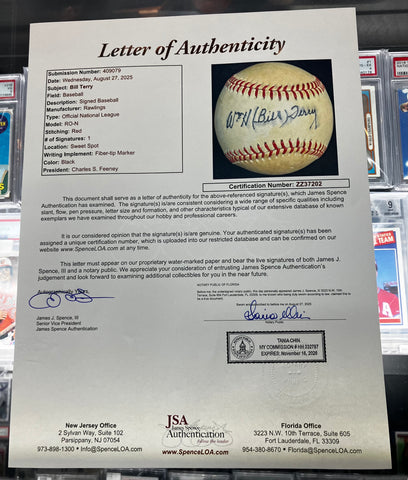 Letter of Authenticity
Submission Number: 409079
Date: Wednesday, August 27, 2025
Subject: Bill Terry
Field: Baseball
Description: Signed Baseball
Manufacturer: Rawlings
Type: Official National League
Model: RO-N
Stitching: Red
# of Signatures: 1
Location: Sweet Spot
Writing Implement: Fiber-tip Marker
Color: Black
President: Charles S. Feeney
Wm H (Bill) Terry
Certification Number: ZZ37202
This document shall serve as a letter of authenticity for the above-referenced signature(s), which James Spence
Authentication has examined. The signature(s) is/are consistent considering a wide range of specific qualities including
slant, flow, pen pressure, letter size and formation, and other characteristics typical of our extensive database of known
exemplars we have examined throughout our hobby and professional careers.
It is our considered opinion that the signature(s) is/are genuine. Your authenticated signature(s) has been
assigned a unique certification number, which is uploaded into our restricted database and can be confirmed on our
website www.SpenceLOA.com at any time.
This letter must appear on our proprietary water-marked paper and bear the live signatures of both James J.
Spence, III and a notary public. We appreciate your consideration of entrusting James Spence Authentication's
judgement and look forward to examining additional collectibles for you in the near future.
James J. Spence, III
Senior Vice President
James Spence Authentication
NOTARY PUBLIC OF FLORIDA
Notary Public
TANIA CHIN
MY COMMISSION # HH 332787
EXPIRES: November 16, 2026
New Jersey Office
2 Sylvan Way, Suite 102
Parsippany, NJ 07054
973-898-1300 • Info@SpenceLOA.com
JSA
James Spence
Authentication
Follow the leader
www.SpenceLOA.com
Florida Office
3223 N.W. 10th Terrace, Suite 605
Fort Lauderdale, FL 33309
954-380-8670 • Florida@SpenceLOA.com